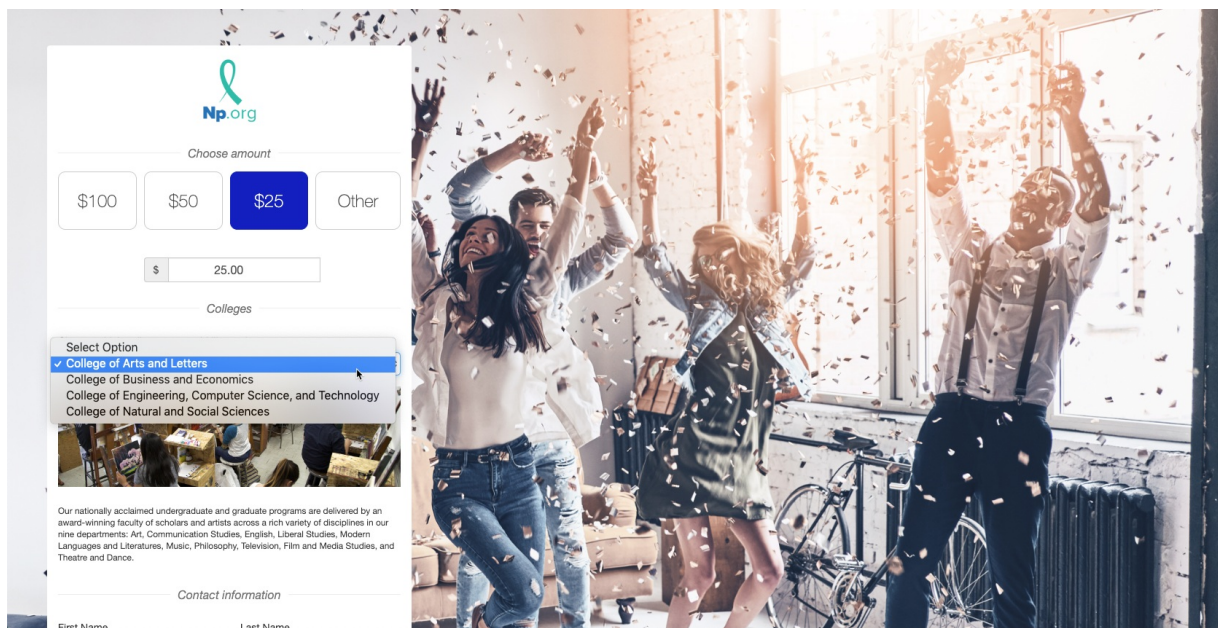 Np.org
Choose amount
$100
$50
$25
Other
$
25.00
Colleges
Select Option
✓ College of Arts and Letters
College of Business and Economics
College of Engineering, Computer Science, and Technology
College of Natural and Social Sciences
Our nationally acclaimed undergraduate and graduate programs are delivered by an
award-winning faculty of scholars and artists across a rich variety of disciplines in our
nine departments: Art, Communication Studies, English, Liberal Studies, Modern
Languages and Literatures, Music, Philosophy, Television, Film and Media Studies, and
Theatre and Dance.
Contact information
First Name
Last Name